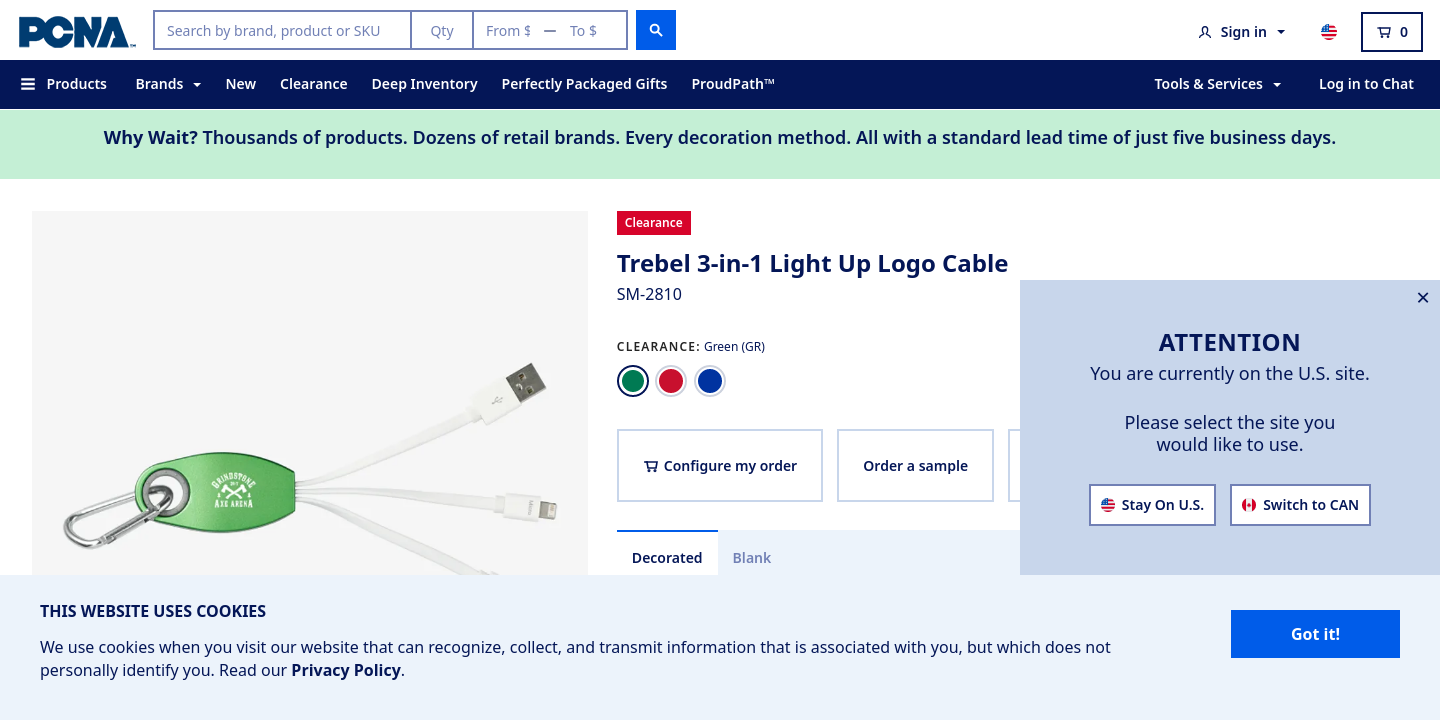 PCNA
Search by brand, product or SKU
Qty
From $ — To $
Sign in
0
Products
Brands
New
Clearance
Deep Inventory
Perfectly Packaged Gifts
ProudPath™
Tools & Services
Log in to Chat
Why Wait? Thousands of products. Dozens of retail brands. Every decoration method. All with a standard lead time of just five business days.
GRINDSTONE
AXE ARENA
Clearance
Trebel 3-in-1 Light Up Logo Cable
SM-2810
CLEARANCE: Green (GR)
Configure my order
Order a sample
Decorated
Blank
ATTENTION
You are currently on the U.S. site.
Please select the site you
would like to use.
Stay On U.S.
Switch to CAN
THIS WEBSITE USES COOKIES
We use cookies when you visit our website that can recognize, collect, and transmit information that is associated with you, but which does not
personally identify you. Read our Privacy Policy.
Got it!